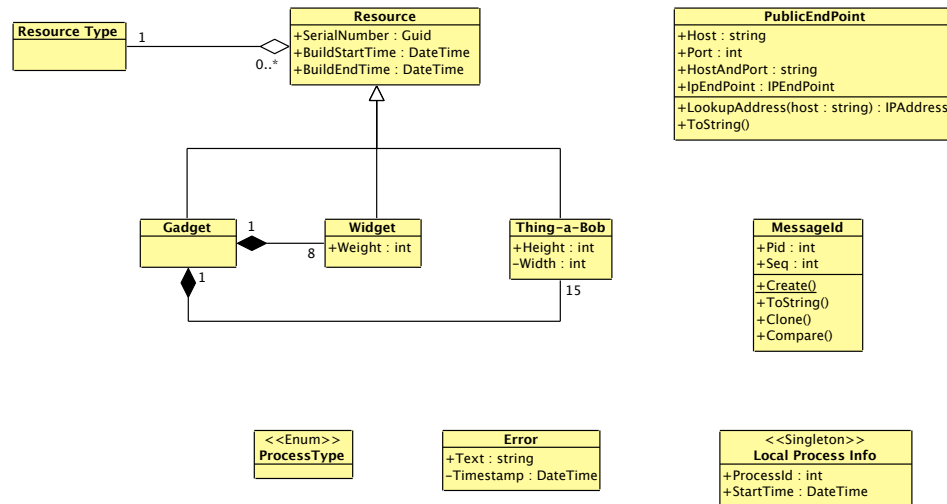 Resource Type
1
0..*
Resource
+SerialNumber : Guid
+BuildStartTime : DateTime
+BuildEndTime : DateTime
PublicEndPoint
+Host : string
+Port : int
+HostAndPort : string
+IpEndPoint : IPEndPoint
+LookupAddress(host : string) : IPAddress
+ToString()
Gadget
1
8
1
Widget
+Weight : int
Thing-a-Bob
+Height : int
-Width : int
15
MessageId
+Pid : int
+Seq : int
+Create()
+ToString()
+Clone()
+Compare()
<<Enum>>
ProcessType
Error
+Text : string
-Timestamp : DateTime
<<Singleton>>
Local Process Info
+ProcessId : int
+StartTime : DateTime